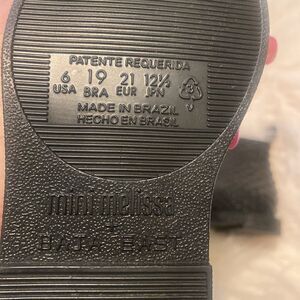 PATENTE REQUERIDA
6 19 21 12½
USA BRA EUR JPN
MADE IN BRAZIL
HECHO EN BRASIL
mini melissa
+
BAJA EAST